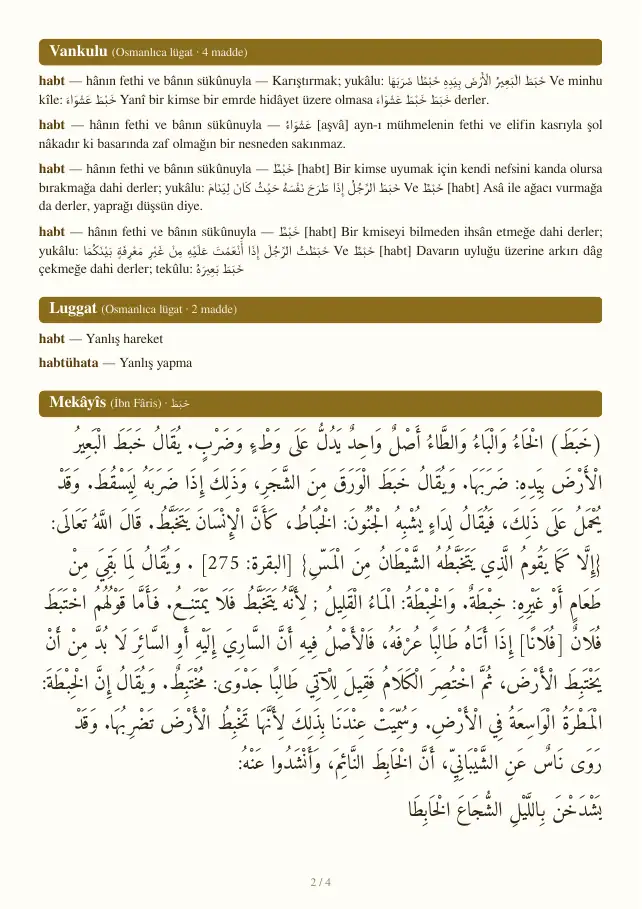 Vankulu (Osmanlıca lügat · 4 madde)
habt — hânın fethi ve bânın sükûnuyla — Karıştırmak; yukâlu: خَبَطَ الْبَعِيرُ الْأَرْضَ بِيَدِهِ خَبْطًا ضَرَبَهَا Ve minhu
kîle: خَبْطَ عَشْوَاءَ Yanî bir kimse bir emrde hidâyet üzere olmasa خَبَطَ خَبْطَ عَشْوَاءَ derler.
habt — hânın fethi ve bânın sükûnuyla — عَشْوَاءُ [aşvâ] ayn-ı mühmelenin fethi ve elifin kasrıyla şol
nâkadır ki basarında zaf olmağın bir nesneden sakınmaz.
habt — hânın fethi ve bânın sükûnuyla — خَبْطٌ [habt] Bir kimse uyumak için kendi nefsini kanda olursa
bırakmağa dahi derler; yukâlu: خَبَطَ الرَّجُلُ إِذَا طَرَحَ نَفْسَهُ حَيْثُ كَانَ لِيَنَامَ Ve خَبْطٌ [habt] Asâ ile ağacı vurmağa
da derler, yaprağı düşsün diye.
habt — hânın fethi ve bânın sükûnuyla — خَبْطٌ [habt] Bir kmiseyi bilmeden ihsân etmeğe dahi derler;
yukâlu: خَبَطْتُ الرَّجُلَ إِذَا أَنْعَمْتَ عَلَيْهِ مِنْ غَيْرِ مَعْرِفَةٍ بَيْنَكُمَا Ve خَبْطٌ [habt] Davarın uyluğu üzerine arkırı dâg
çekmeğe dahi derler; tekûlu: خَبَطَ بَعِيرَهُ
Luggat (Osmanlıca lügat · 2 madde)
habt — Yanlış hareket
habtühata — Yanlış yapma
Mekâyîs (İbn Fâris) · خَبَطَ
(خَبَطَ) الْخَاءُ وَالْبَاءُ وَالطَّاءُ أَصْلٌ وَاحِدٌ يَدُلُّ عَلَى وَطْءٍ وَضَرْبٍ. يُقَالُ خَبَطَ الْبَعِيرُ
الْأَرْضَ بِيَدِهِ: ضَرَبَهَا. وَيُقَالُ خَبَطَ الْوَرَقَ مِنَ الشَّجَرِ، وَذَلِكَ إِذَا ضَرَبَهُ لِيَسْقُطَ. وَقَدْ
يُحْمَلُ عَلَى ذَلِكَ، فَيُقَالُ لِدَاءٍ يُشْبِهُ الْجُنُونَ: الْخُبَاطُ، كَأَنَّ الْإِنْسَانَ يَتَخَبَّطُ. قَالَ اللَّهُ تَعَالَى:
{إِلَّا كَمَا يَقُومُ الَّذِي يَتَخَبَّطُهُ الشَّيْطَانُ مِنَ الْمَسِّ} [البقرة: 275] . وَيُقَالُ لِمَا بَقِيَ مِنْ
طَعَامٍ أَوْ غَيْرِهِ: خِبْطَةٌ. وَالْخِبْطَةُ: الْمَاءُ الْقَلِيلُ ; لِأَنَّهُ يَتَخَبَّطُ فَلَا يَمْتَنِعُ. فَأَمَّا قَوْلُهُمُ اخْتَبَطَ
فُلَانٌ [فُلَانًا] إِذَا أَتَاهُ طَالِبًا عُرْفَهُ، فَالْأَصْلُ فِيهِ أَنَّ السَّارِيَ إِلَيْهِ أَوِ السَّائِرَ لَا بُدَّ مِنْ أَنْ
يَخْتَبِطَ الْأَرْضَ، ثُمَّ اخْتُصِرَ الْكَلَامُ فَقِيلَ لِلْآتِي طَالِبًا جَدْوَى: مُخْتَبِطٌ. وَيُقَالُ إِنَّ الْخَبْطَةَ:
الْمَطْرَةُ الْوَاسِعَةُ فِي الْأَرْضِ. وَسُمِّيَتْ عِنْدَنَا بِذَلِكَ لِأَنَّهَا تَخْبِطُ الْأَرْضَ تَضْرِبُهَا. وَقَدْ
رَوَى نَاسٌ عَنِ الشَّيْبَانِيِّ، أَنَّ الْخَابِطَ النَّائِمَ، وَأَنْشَدُوا عَنْهُ:
يَشْدَخْنَ بِاللَّيْلِ الشُّجَاعَ الْخَابِطَا
2 / 4